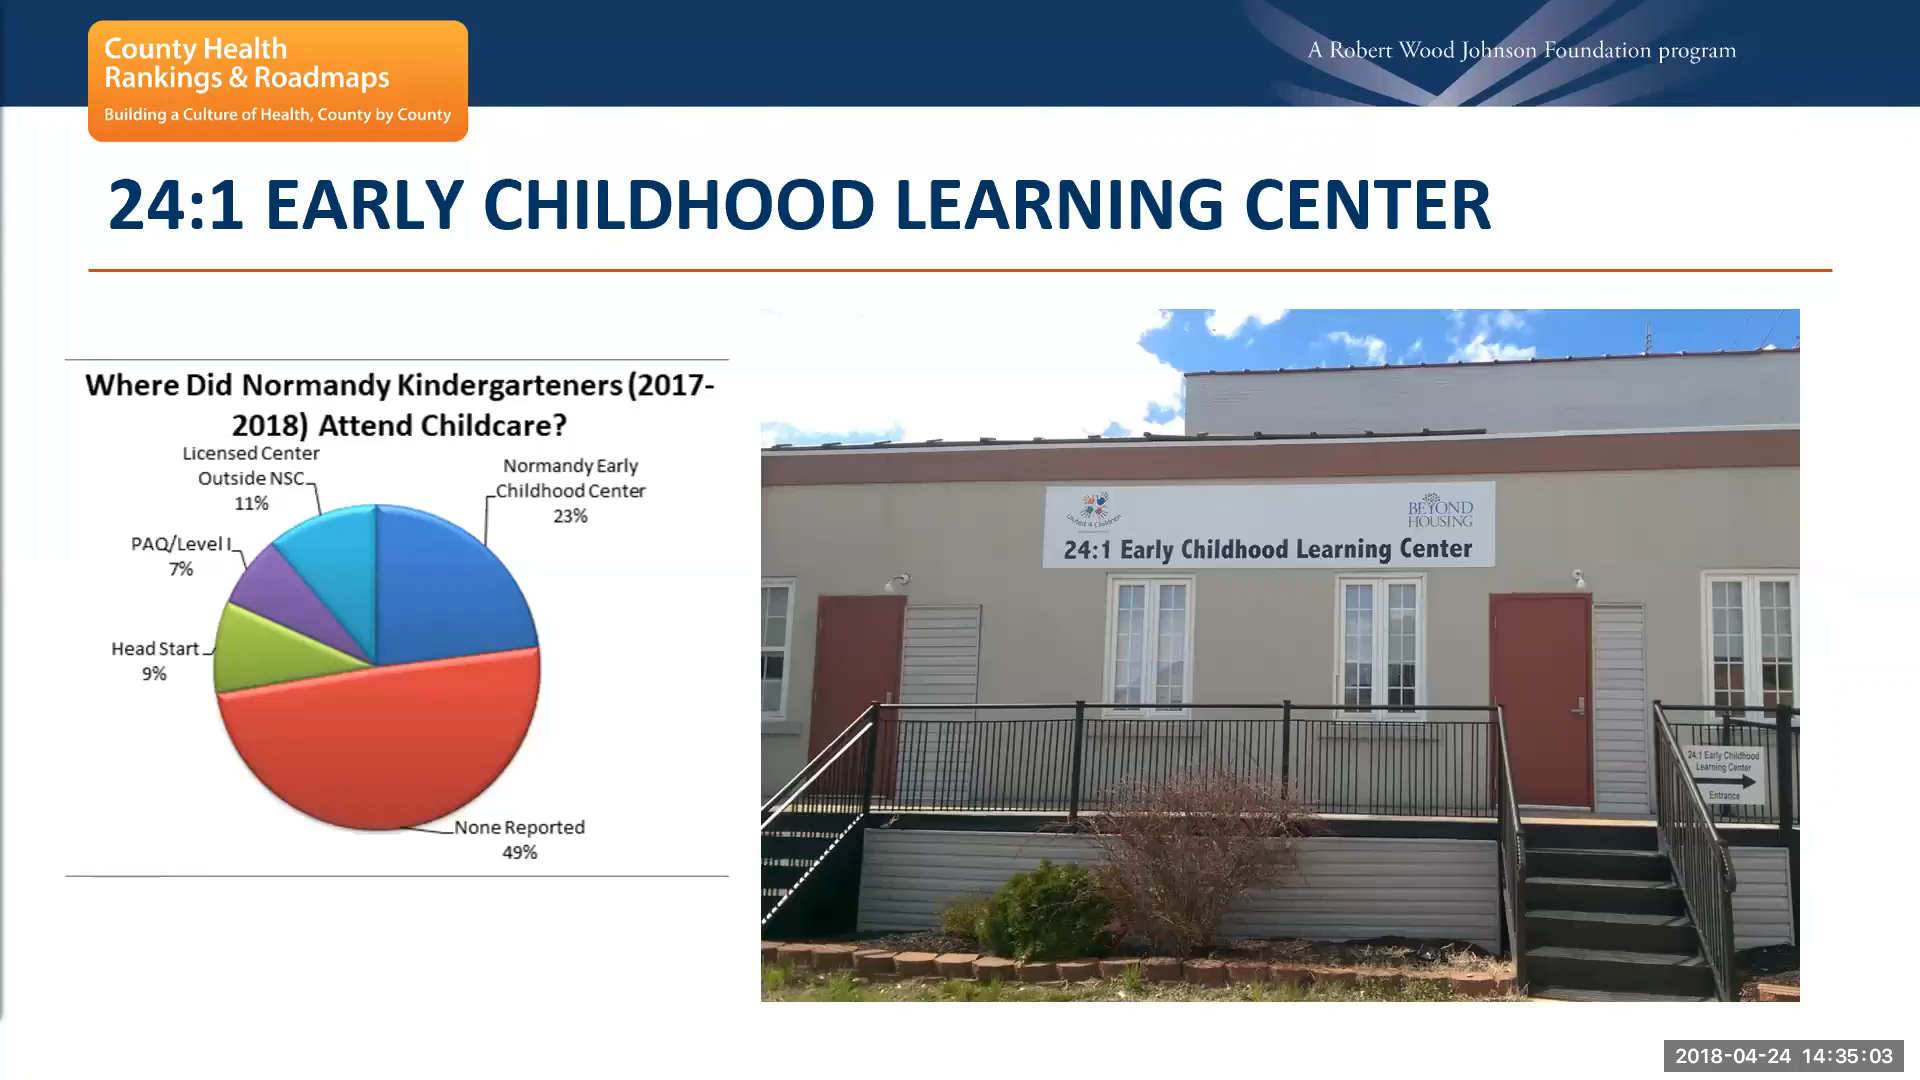 County Health
Rankings & Roadmaps
Building a Culture of Health, County by County
A Robert Wood Johnson Foundation program
24:1 EARLY CHILDHOOD LEARNING CENTER
Where Did Normandy Kindergarteners (2017-
2018) Attend Childcare?
Licensed Center
Outside NSC
11%
Normandy Early
Childhood Center
23%
PAQ/Level I
7%
Head Start
9%
None Reported
49%
United 4 Children
BEYOND
HOUSING
24:1 Early Childhood Learning Center
24:1 Early Childhood
Learning Center
Entrance
2018-04-24 14:35:03